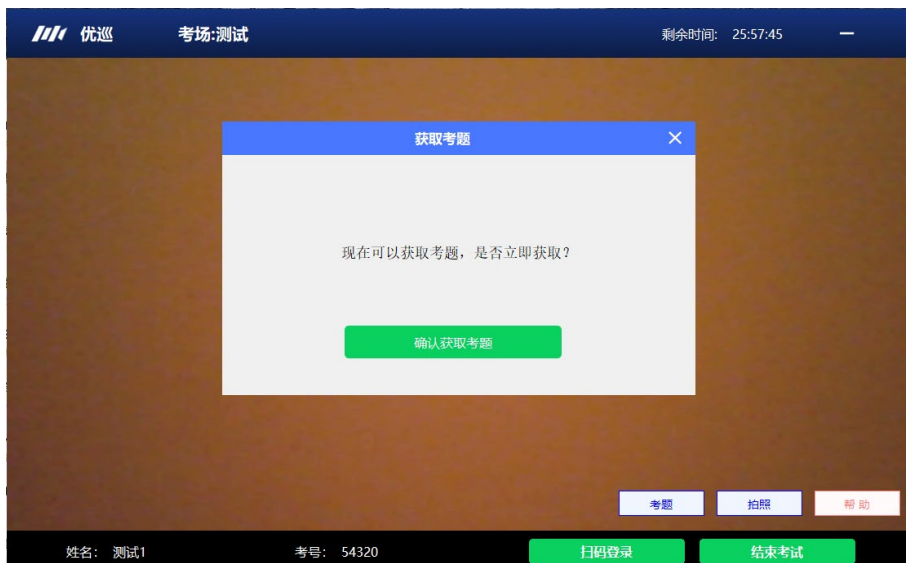 优巡 考场:测试 剩余时间: 25:57:45
获取考题
现在可以获取考题，是否立即获取?
确认获取考题
考题 拍照 帮助
姓名: 测试1 考号: 54320 扫码登录 结束考试